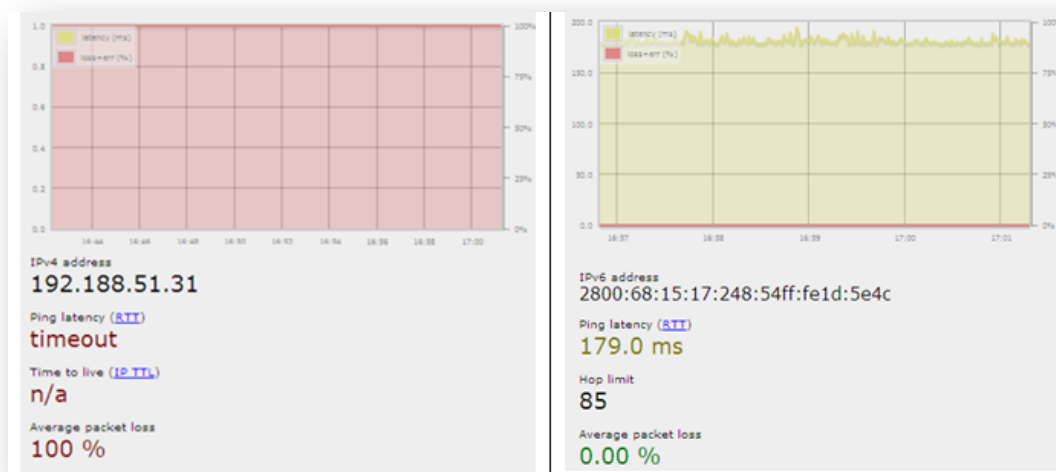 1.0
0.8
0.6
0.4
0.2
0.0
latency (ms)
loss+err (%)
100%
75%
50%
25%
0%
16:44 16:46 16:48 16:50 16:52 16:54 16:56 16:58 17:00
IPv4 address
192.188.51.31
Ping latency (RTT)
timeout
Time to live (IP TTL)
n/a
Average packet loss
100 %
200.0
150.0
100.0
50.0
0.0
latency (ms)
loss+err (%)
100%
75%
50%
25%
0%
16:57 16:58 16:59 17:00 17:01
IPv6 address
2800:68:15:17:248:54ff:fe1d:5e4c
Ping latency (RTT)
179.0 ms
Hop limit
85
Average packet loss
0.00 %